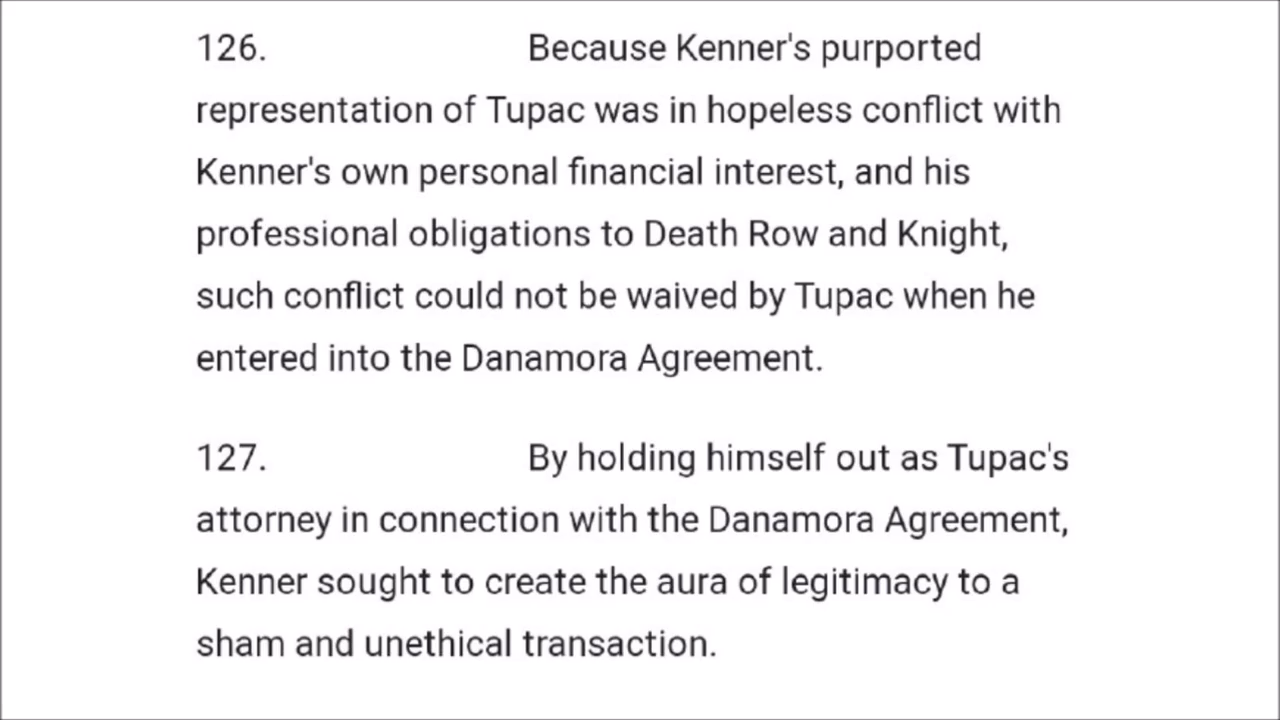 126. Because Kenner's purported
representation of Tupac was in hopeless conflict with
Kenner's own personal financial interest, and his
professional obligations to Death Row and Knight,
such conflict could not be waived by Tupac when he
entered into the Danamora Agreement.
127. By holding himself out as Tupac's
attorney in connection with the Danamora Agreement,
Kenner sought to create the aura of legitimacy to a
sham and unethical transaction.